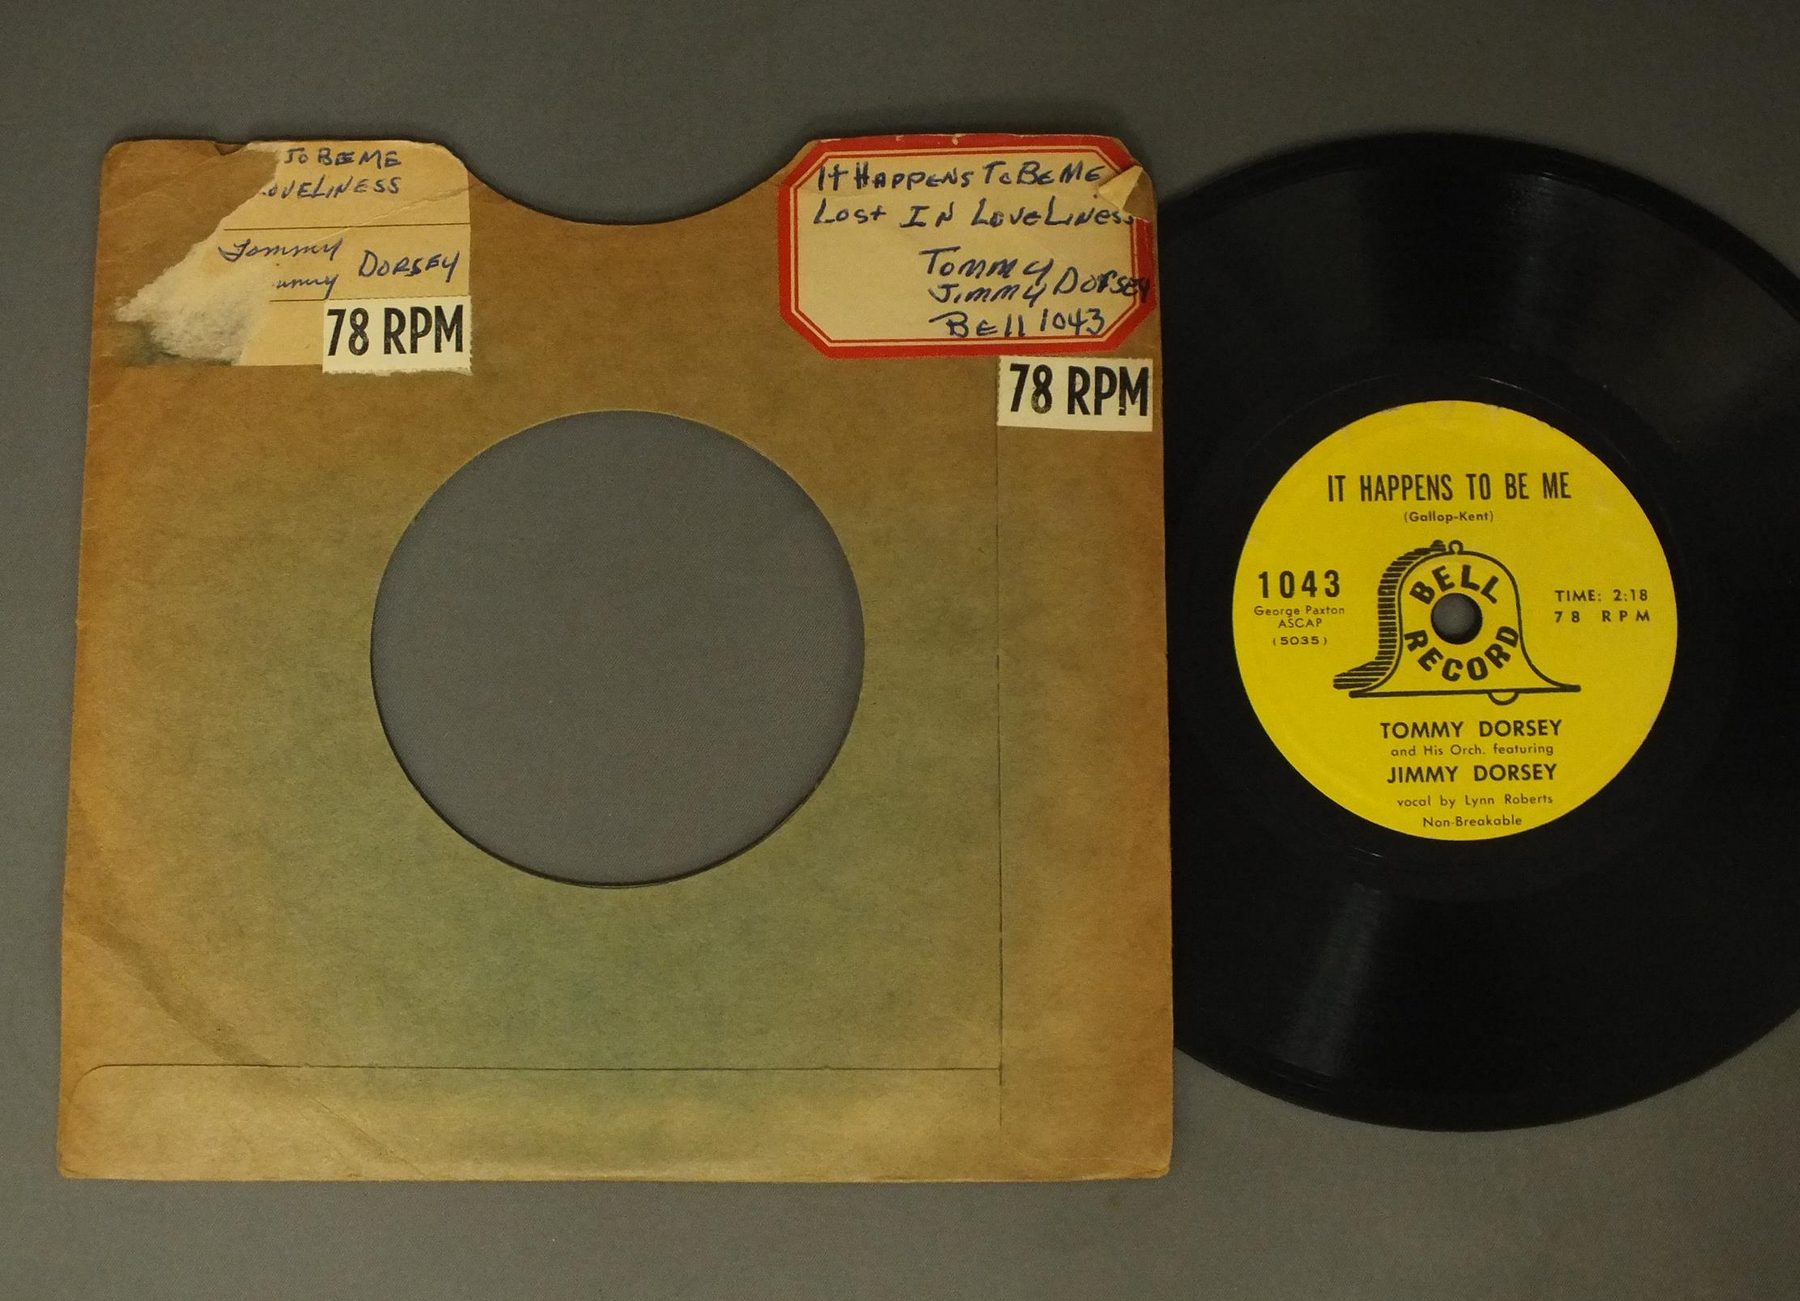 To BE ME
LOVELINESS
Tommy
Dorsey
78 RPM
It Happens To Be Me
Lost In Loveliness
Tommy
Jimmy Dorsey
Bell 1043
78 RPM
IT HAPPENS TO BE ME
(Gallop-Kent)
BELL
RECORD
1043
George Paxton
ASCAP
(5035)
TIME: 2:18
78 RPM
TOMMY DORSEY
and His Orch. featuring
JIMMY DORSEY
vocal by Lynn Roberts
Non-Breakable